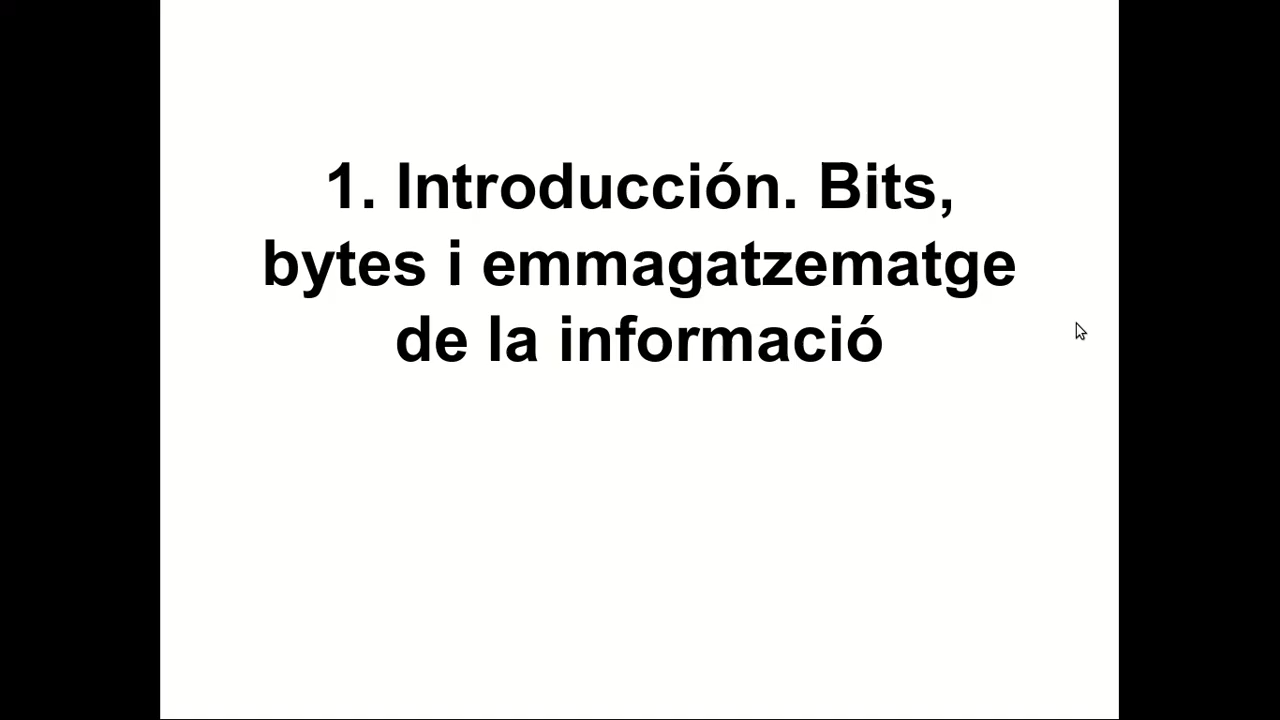 1. Introducción. Bits,
bytes i emmagatzematge
de la informació